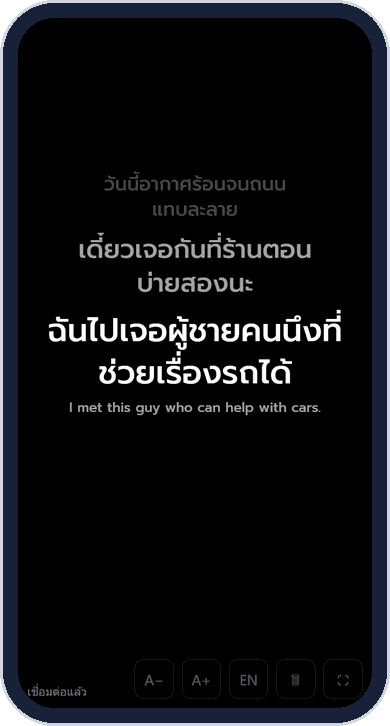 วันนี้อากาศร้อนจนถนน
แทบละลาย
เดี๋ยวเจอกันที่ร้านตอน
บ่ายสองนะ
ฉันไปเจอผู้ชายคนนึงที่
ช่วยเรื่องรถได้
I met this guy who can help with cars.
เชื่อมต่อแล้ว
A−
A+
EN